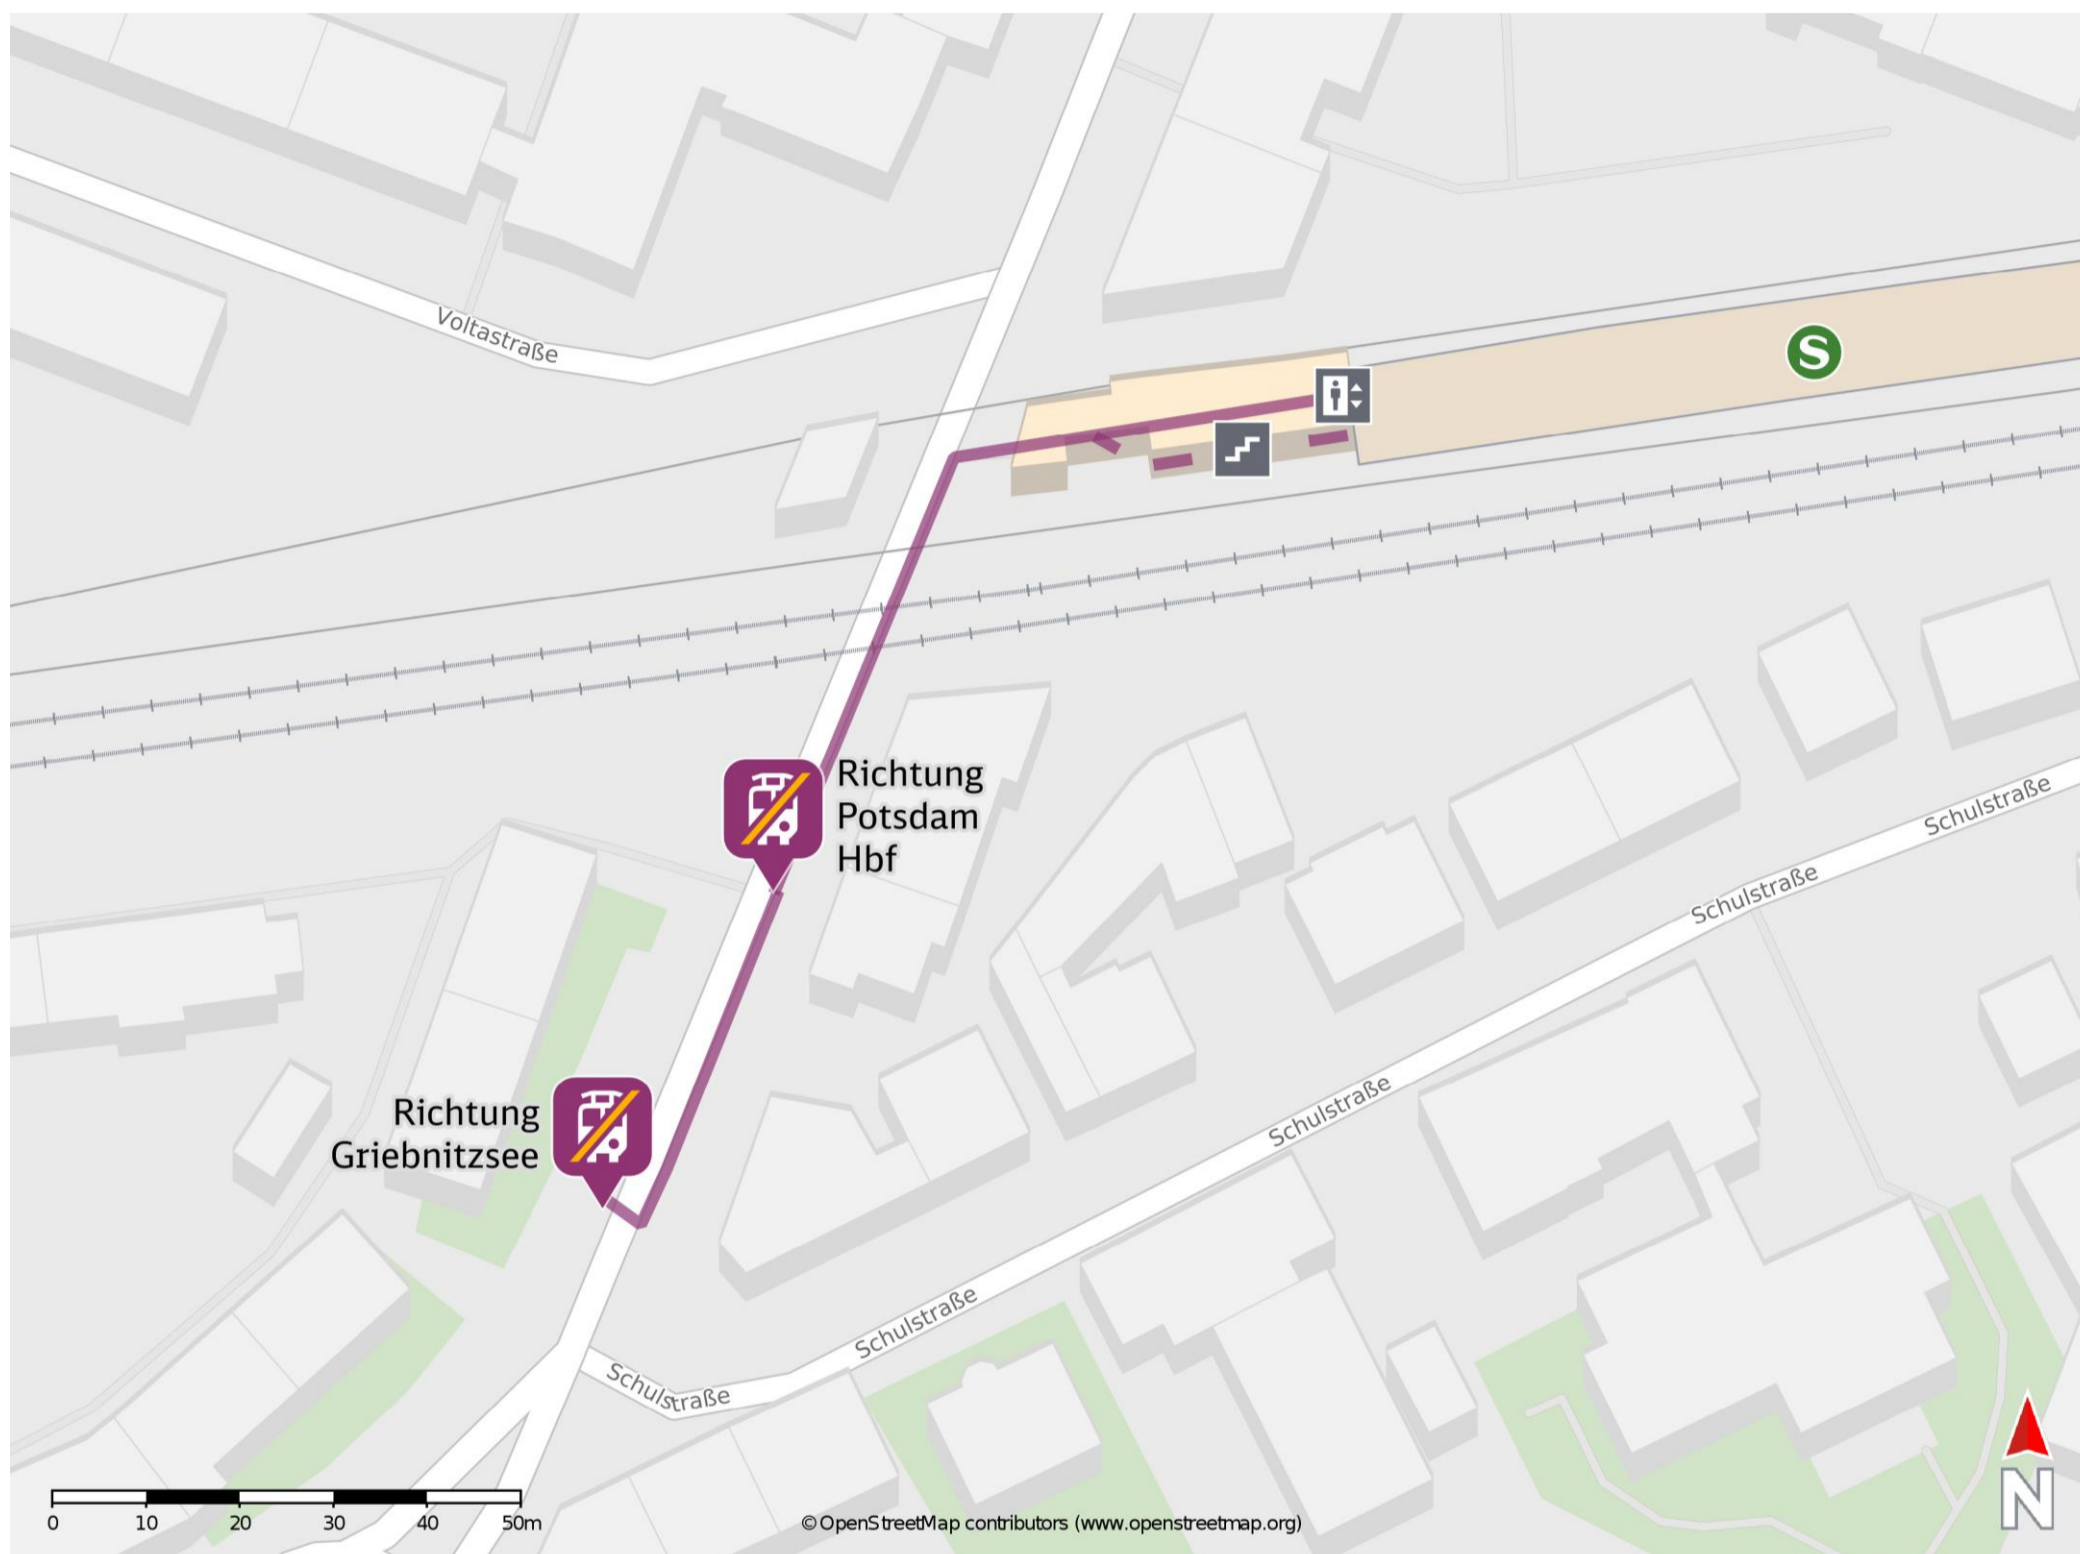 Voltastraße
S
Richtung
Potsdam
Hbf
Schulstraße
Schulstraße
Richtung
Griebnitzsee
Schulstraße
Schulstraße
Schulstraße
0 10 20 30 40 50m
© OpenStreetMap contributors (www.openstreetmap.org)
N